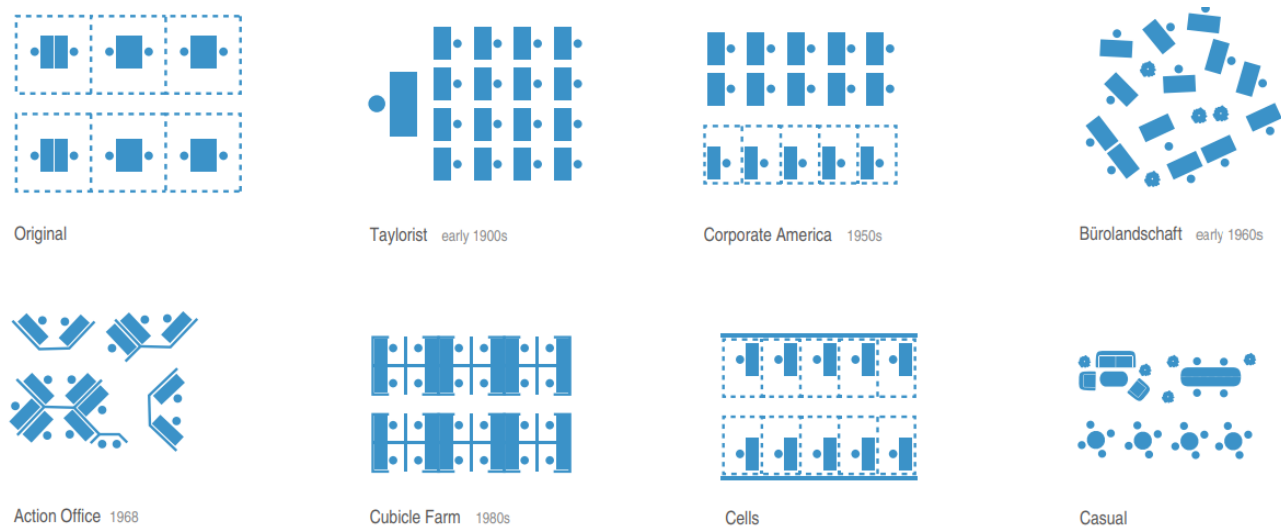 Original
Taylorist early 1900s
Corporate America 1950s
Bürolandschaft early 1960s
Action Office 1968
Cubicle Farm 1980s
Cells
Casual